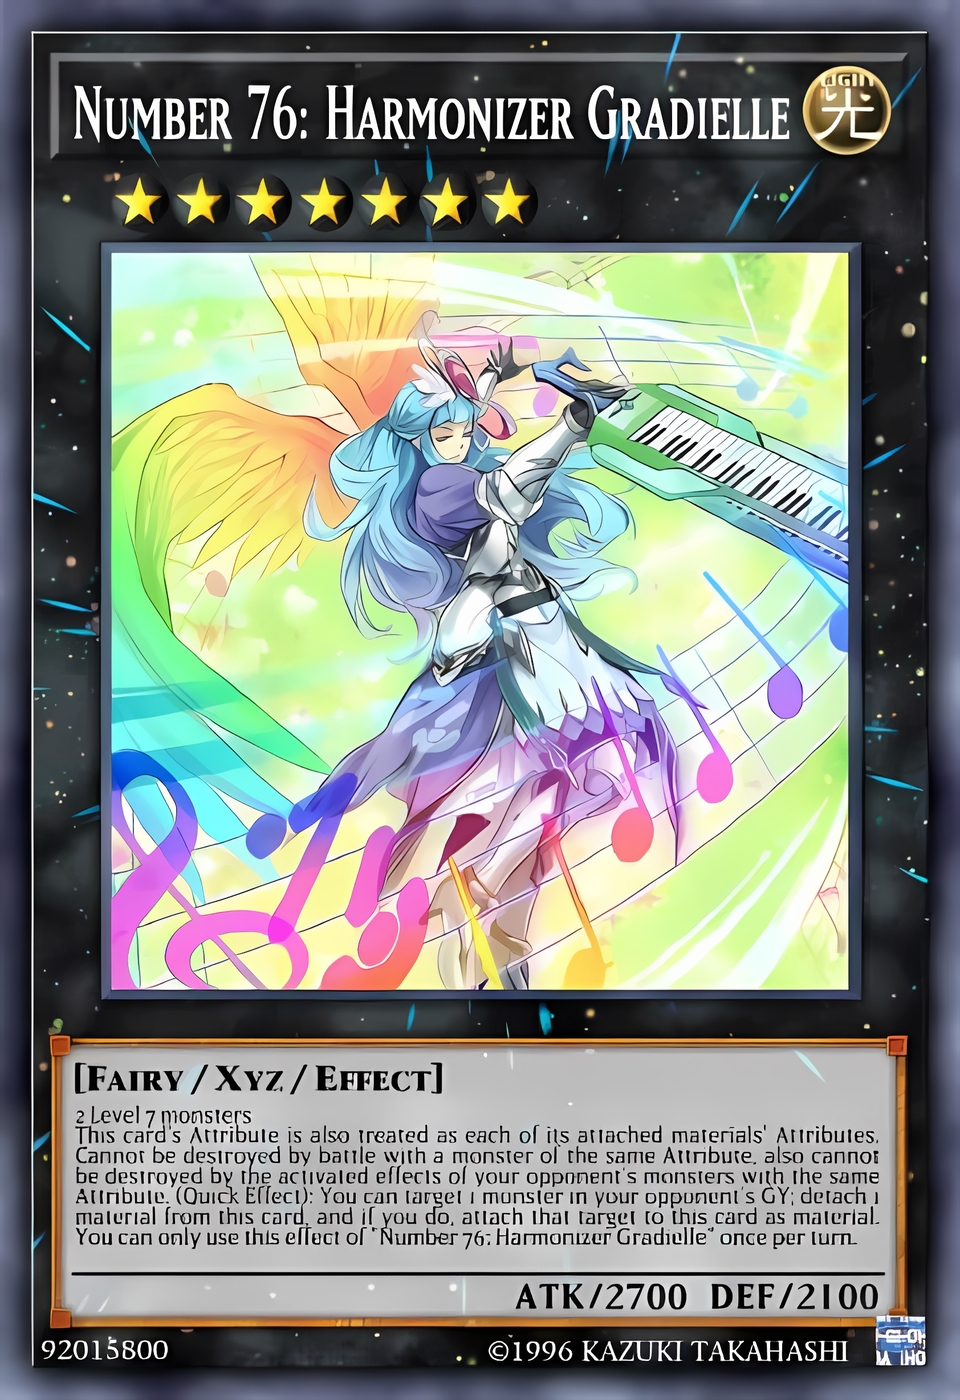 NUMBER 76: HARMONIZER GRADIELLE
光
[FAIRY / XYZ / EFFECT]
2 Level 7 monsters
This card's Attribute is also treated as each of its attached materials' Attributes.
Cannot be destroyed by battle with a monster of the same Attribute, also cannot
be destroyed by the activated effects of your opponent's monsters with the same
Attribute. (Quick Effect): You can target 1 monster in your opponent's GY; detach 1
material from this card, and if you do, attach that target to this card as material.
You can only use this effect of "Number 76: Harmonizer Gradielle" once per turn.
ATK/2700 DEF/2100
92015800
©1996 KAZUKI TAKAHASHI